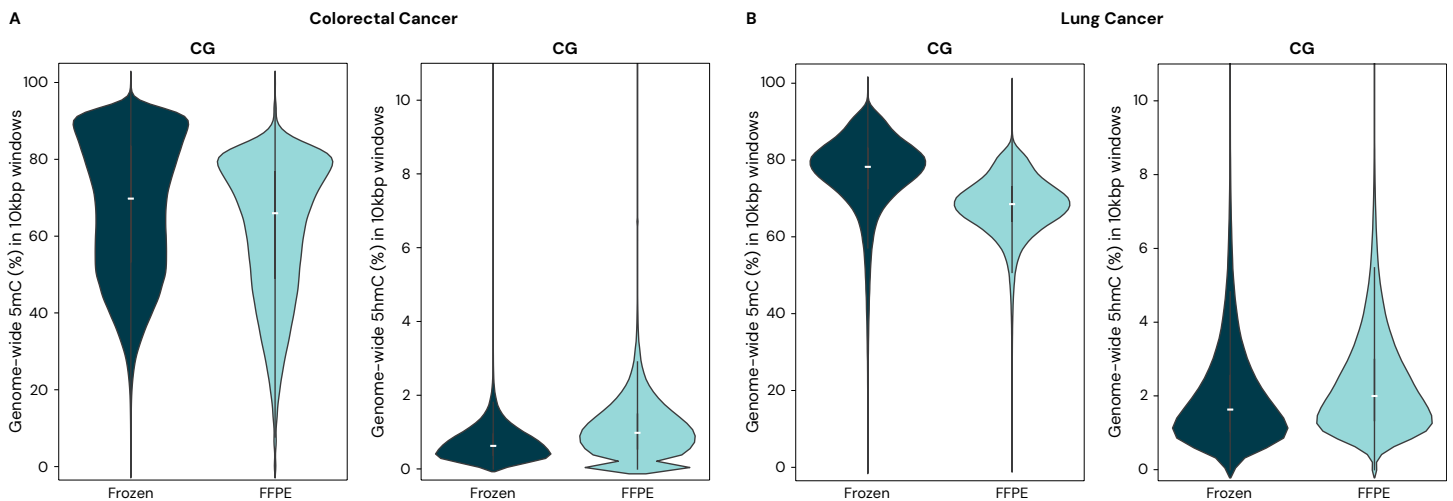 A
Colorectal Cancer
CG
Genome-wide 5mC (%) in 10kbp windows
100
80
60
40
20
0
Frozen
FFPE
CG
Genome-wide 5hmC (%) in 10kbp windows
10
8
6
4
2
0
Frozen
FFPE
B
Lung Cancer
CG
Genome-wide 5mC (%) in 10kbp windows
100
80
60
40
20
0
Frozen
FFPE
CG
Genome-wide 5hmC (%) in 10kbp windows
10
8
6
4
2
0
Frozen
FFPE